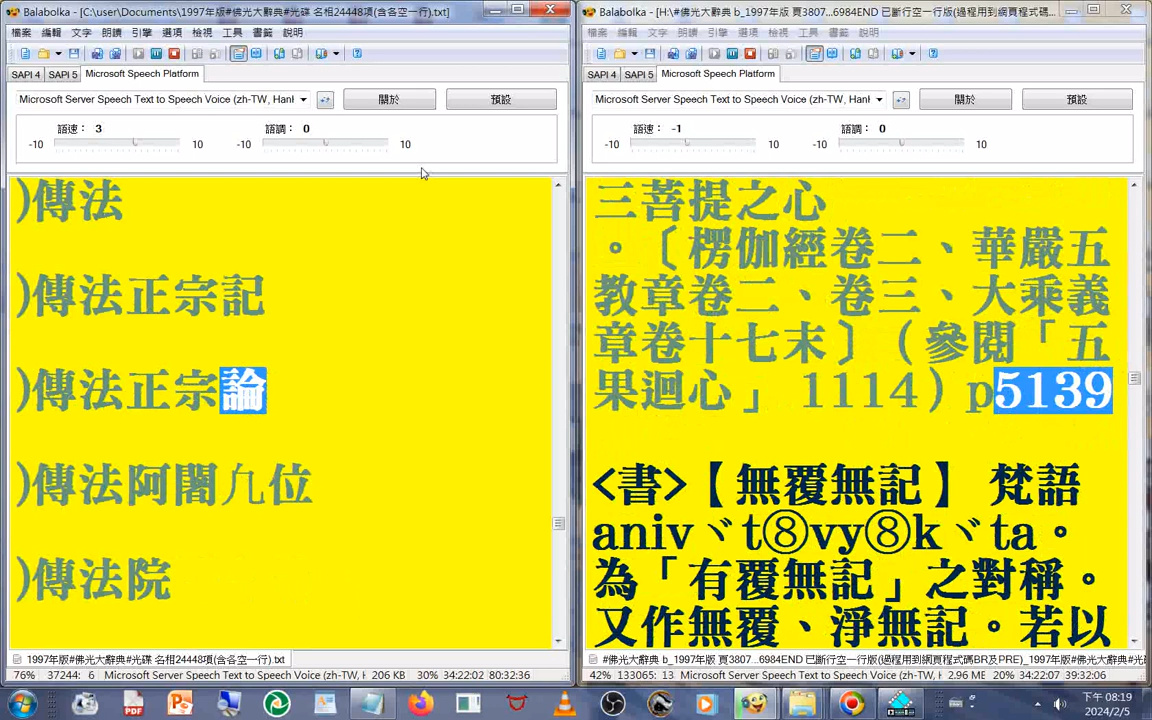 Balabolka - [C:\user\Documents\1997年版#佛光大辭典#光碟 名相24448項(含各空一行).txt]
檔案 編輯 文字 朗讀 引擎 選項 檢視 工具 書籤 說明
SAPI 4 SAPI 5 Microsoft Speech Platform
Microsoft Server Speech Text to Speech Voice (zh-TW, Hanl
關於 預設
語速： 3 語調： 0
-10 10 -10 10
)傳法
)傳法正宗記
)傳法正宗論
)傳法阿闍九位
)傳法院
1997年版#佛光大辭典#光碟 名相24448項(含各空一行).txt
76% 37244: 6 Microsoft Server Speech Text to Speech Voice (zh-TW, H 206 KB 30% 34:22:02 80:32:36
Balabolka - [H:\#佛光大辭典 b_1997年版 頁3807...6984END 已斷行空一行版(過程用到網頁程式碼...
檔案 編輯 文字 朗讀 引擎 選項 檢視 工具 書籤 說明
SAPI 4 SAPI 5 Microsoft Speech Platform
Microsoft Server Speech Text to Speech Voice (zh-TW, Hanl
關於 預設
語速： -1 語調： 0
-10 10 -10 10
三菩提之心
。〔楞伽經卷二、華嚴五
教章卷二、卷三、大乘義
章卷十七末〕（參閱「五
果迴心」 1114）p5139
<書>【無覆無記】 梵語
anivヾt⑧vy⑧kヾta。
為「有覆無記」之對稱。
又作無覆、淨無記。若以
#佛光大辭典 b_1997年版 頁3807...6984END 已斷行空一行版(過程用到網頁程式碼BR及PRE)_1997年版#光
42% 133065: 13 Microsoft Server Speech Text to Speech Voice (zh-TW, H 2.96 MB 20% 34:22:07 39:32:06
下午 08:19
2024/2/5